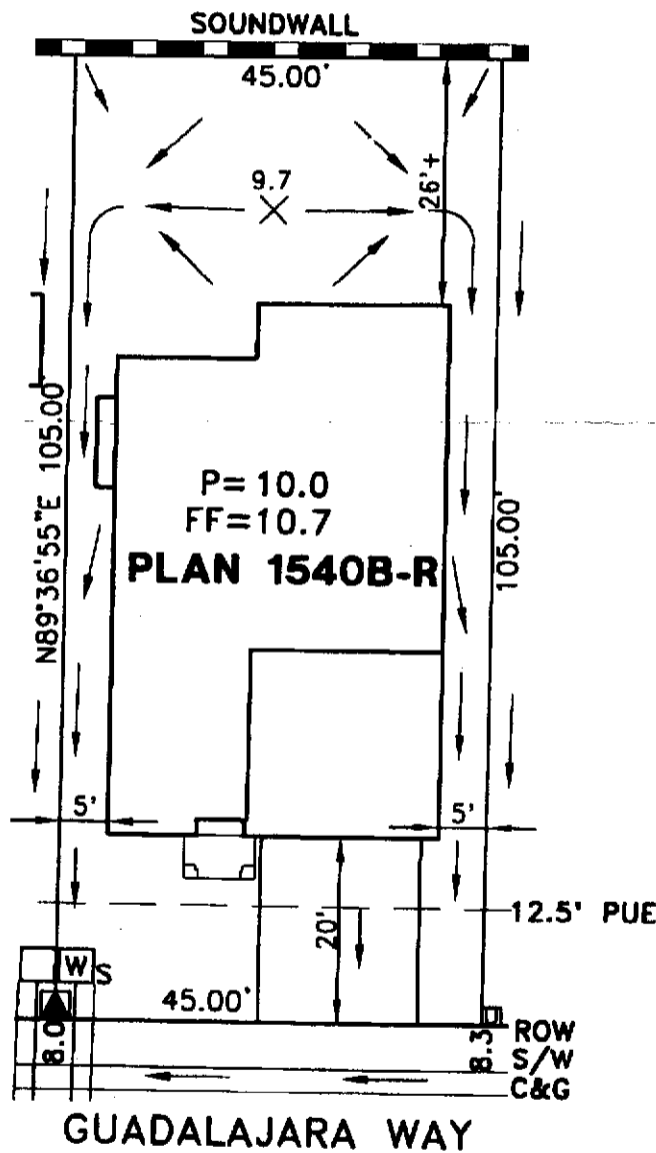 SOUNDWALL
45.00'
26'+
9.7
N89°36'55"E 105.00'
105.00'
P= 10.0
FF=10.7
PLAN 1540B-R
5'
5'
12.5' PUE
20'
W
S
45.00'
8.0
8.3
ROW
S/W
C&G
GUADALAJARA WAY